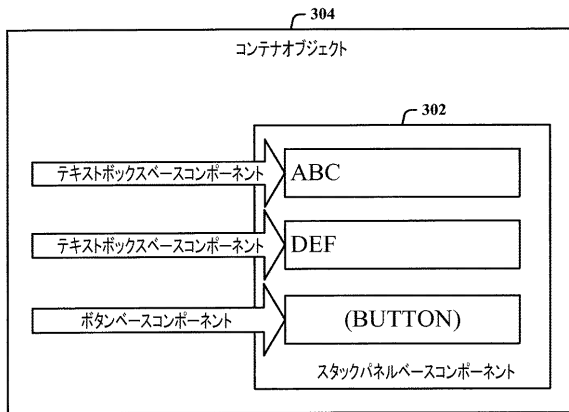 304
コンテナオブジェクト
302
テキストボックスベースコンポーネント
ABC
テキストボックスベースコンポーネント
DEF
ボタンベースコンポーネント
(BUTTON)
スタックパネルベースコンポーネント